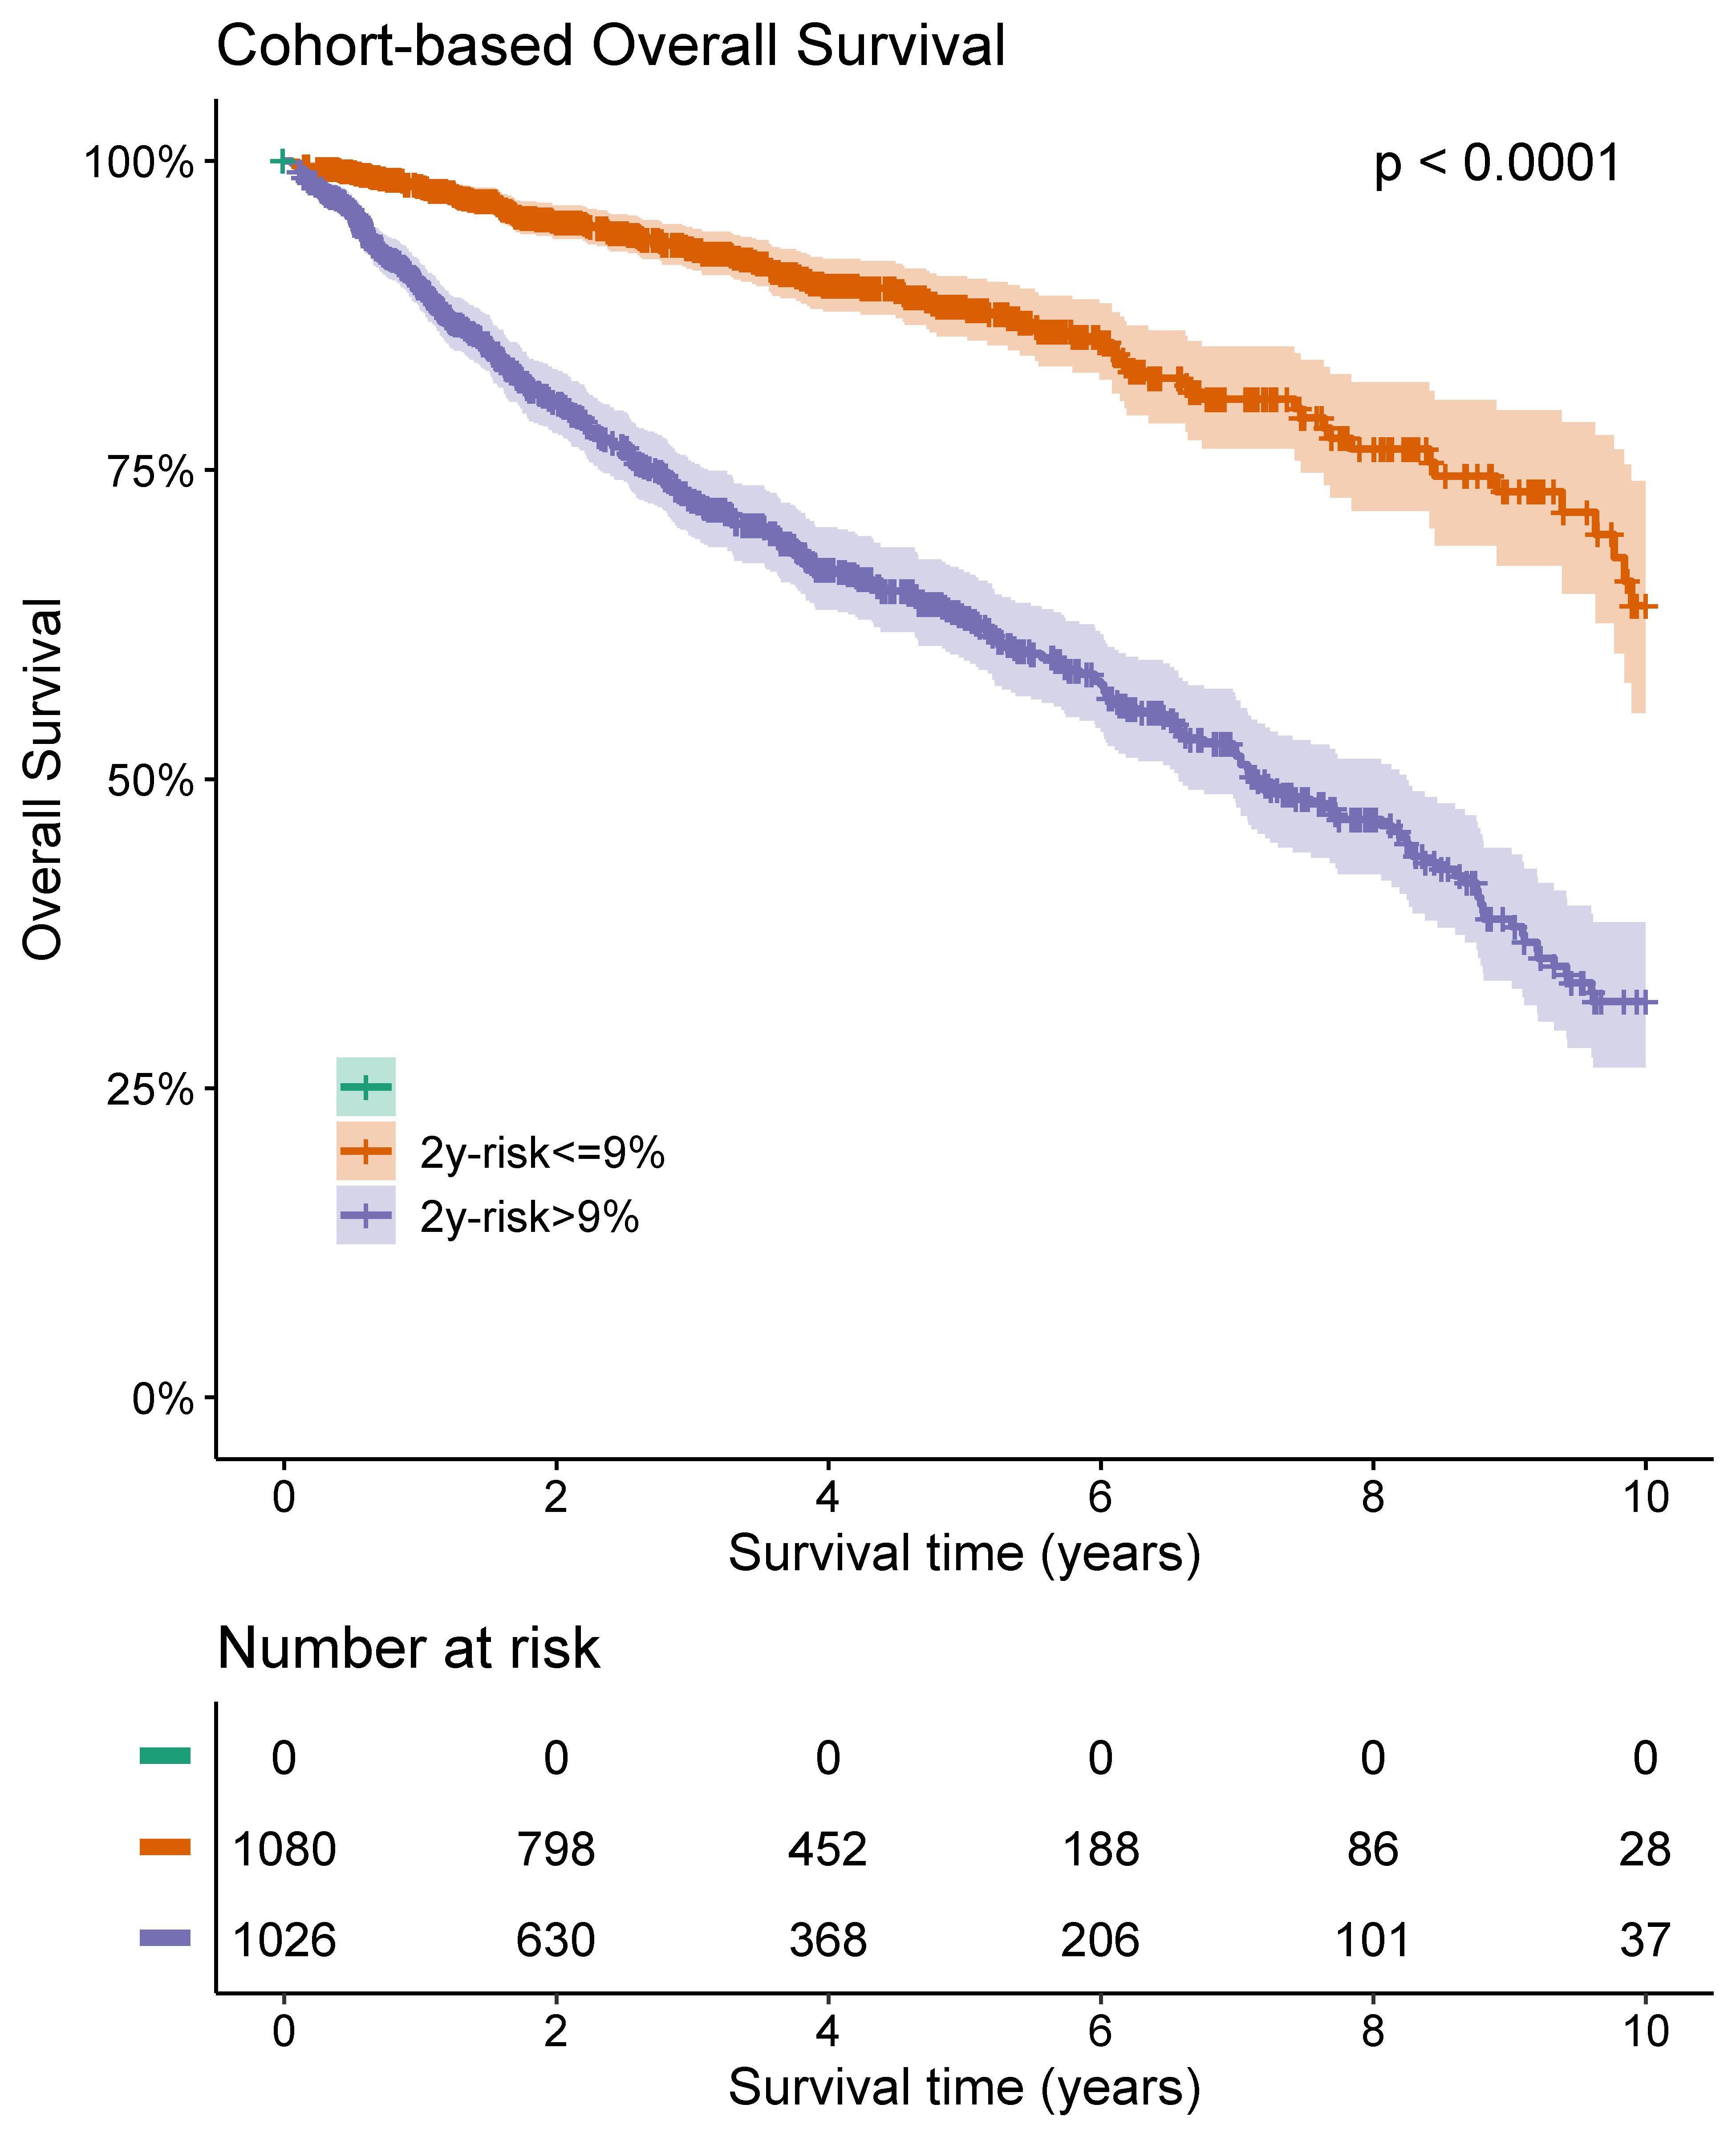 Cohort-based Overall Survival
p < 0.0001
100%
75%
50%
25%
0%
Overall Survival
2y-risk<=9%
2y-risk>9%
0 2 4 6 8 10
Survival time (years)
Number at risk
0 0 0 0 0 0
1080 798 452 188 86 28
1026 630 368 206 101 37
0 2 4 6 8 10
Survival time (years)